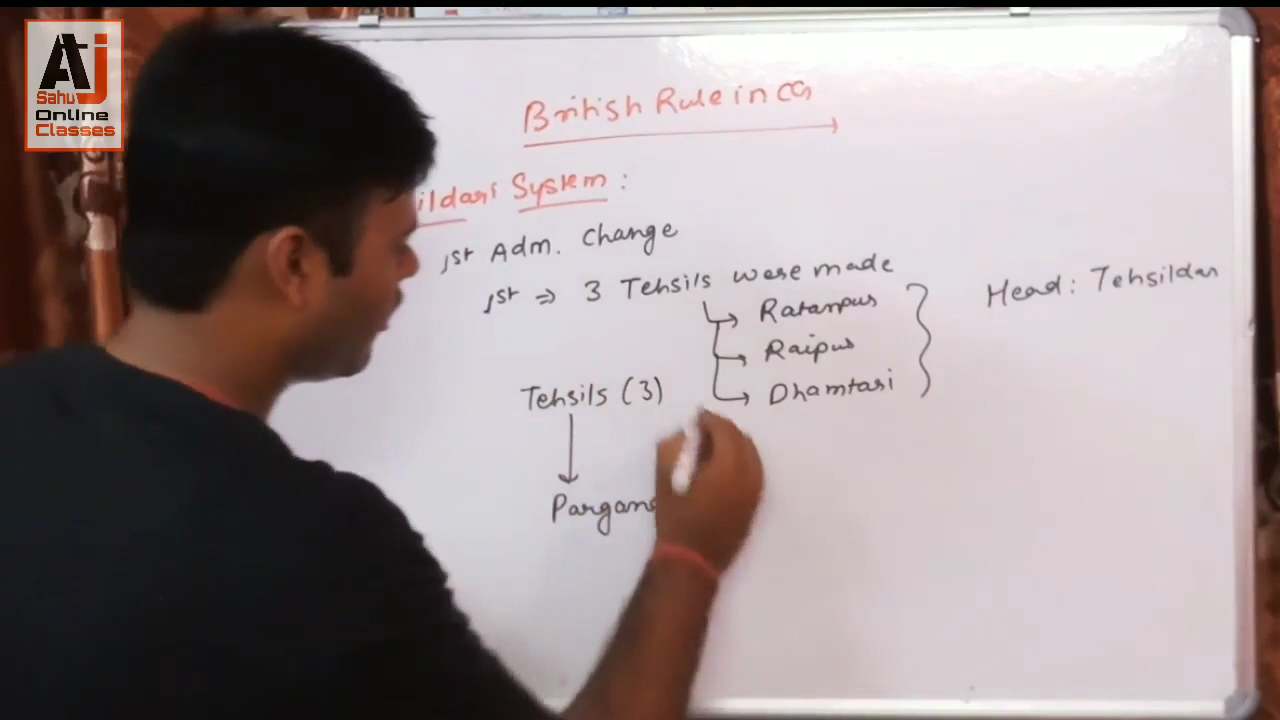 AJ
Sahu
Online
Classes
British Rule in CG
ildari System :
1st Adm. Change
1st ⇒ 3 Tehsils were made
Ratanpur
Raipur
Dhamtari
Head : Tehsildar
Tehsils (3)
Pargana